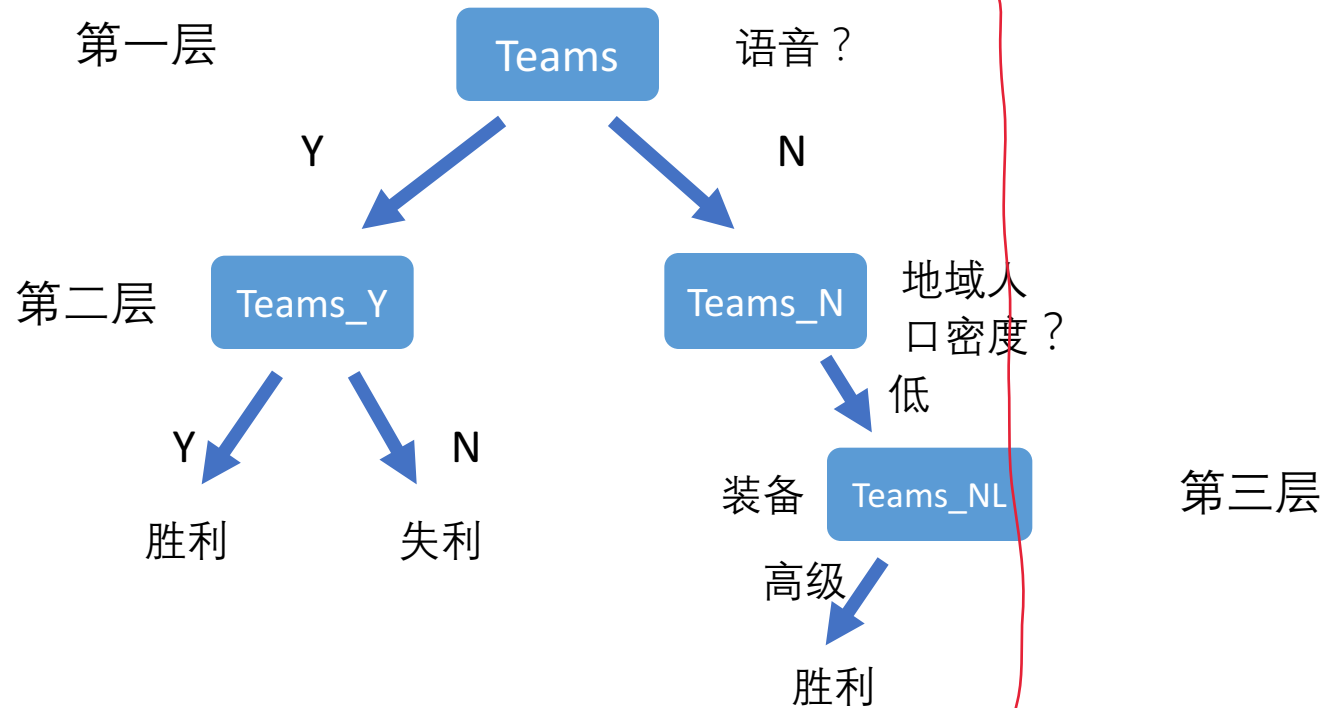 第一层
Teams
语音？
Y
N
第二层
Teams_Y
Teams_N
地域人
口密度？
低
Y
N
装备
Teams_NL
第三层
胜利
失利
高级
胜利